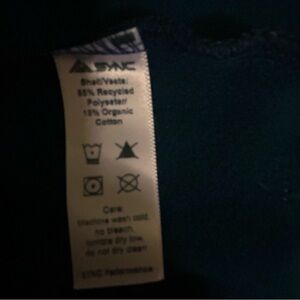 SYNC
Shell/Veste:
85% Recycled
Polyester/
15% Organic
Cotton
Care:
Machine wash cold,
no bleach,
tumble dry low,
do not dry clean
SYNC Performance